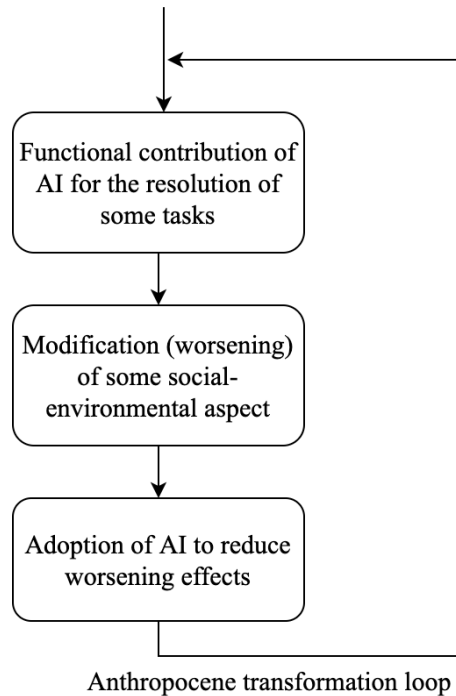 Functional contribution of
AI for the resolution of
some tasks
Modification (worsening)
of some social-
environmental aspect
Adoption of AI to reduce
worsening effects
Anthropocene transformation loop